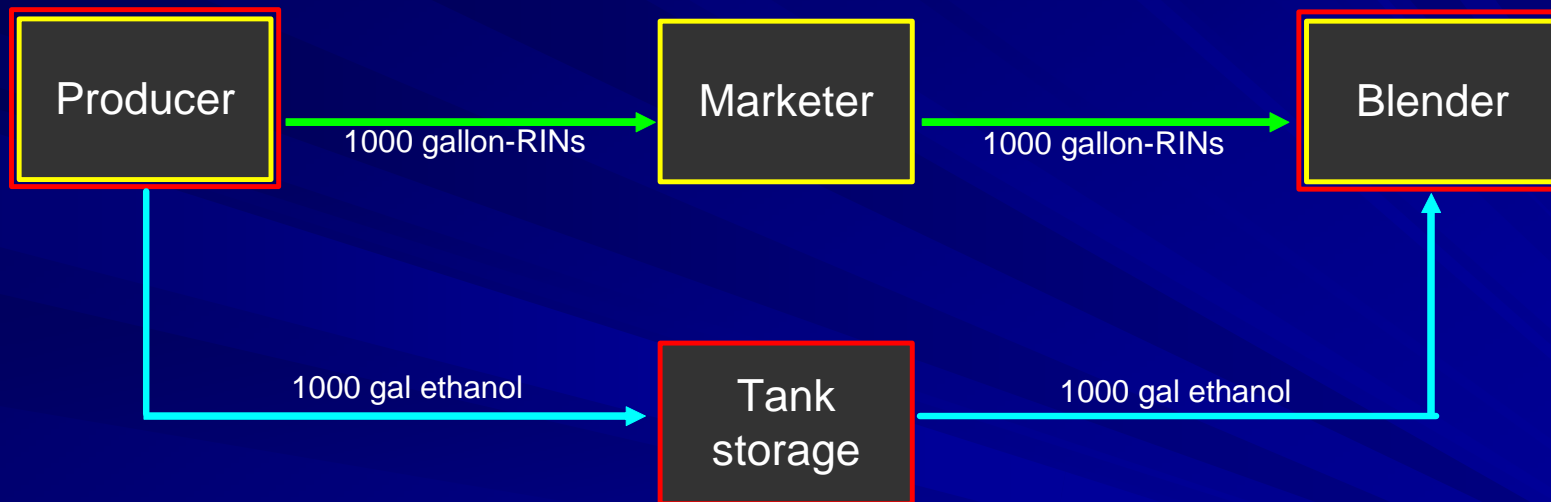 Producer
1000 gallon-RINs
Marketer
1000 gallon-RINs
Blender
1000 gal ethanol
Tank
storage
1000 gal ethanol